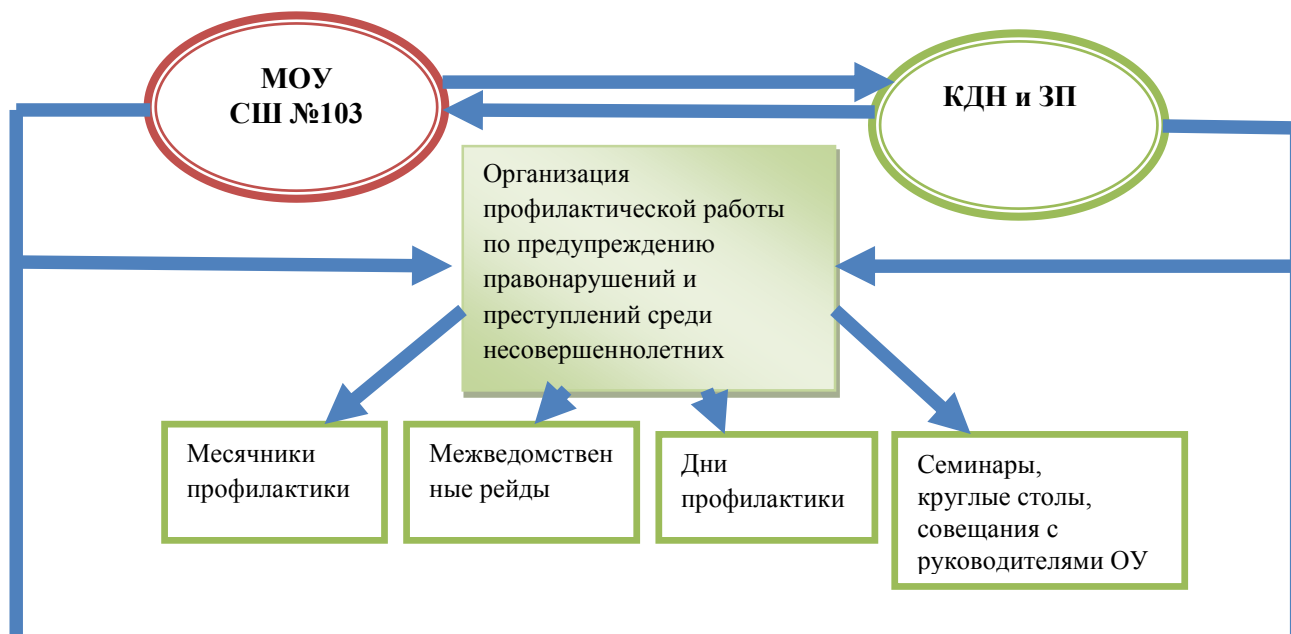 МОУ
СШ №103
КДН и ЗП
Организация
профилактической работы
по предупреждению
правонарушений и
преступлений среди
несовершеннолетних
Месячники
профилактики
Межведомствен
ные рейды
Дни
профилактики
Семинары,
круглые столы,
совещания с
руководителями ОУ